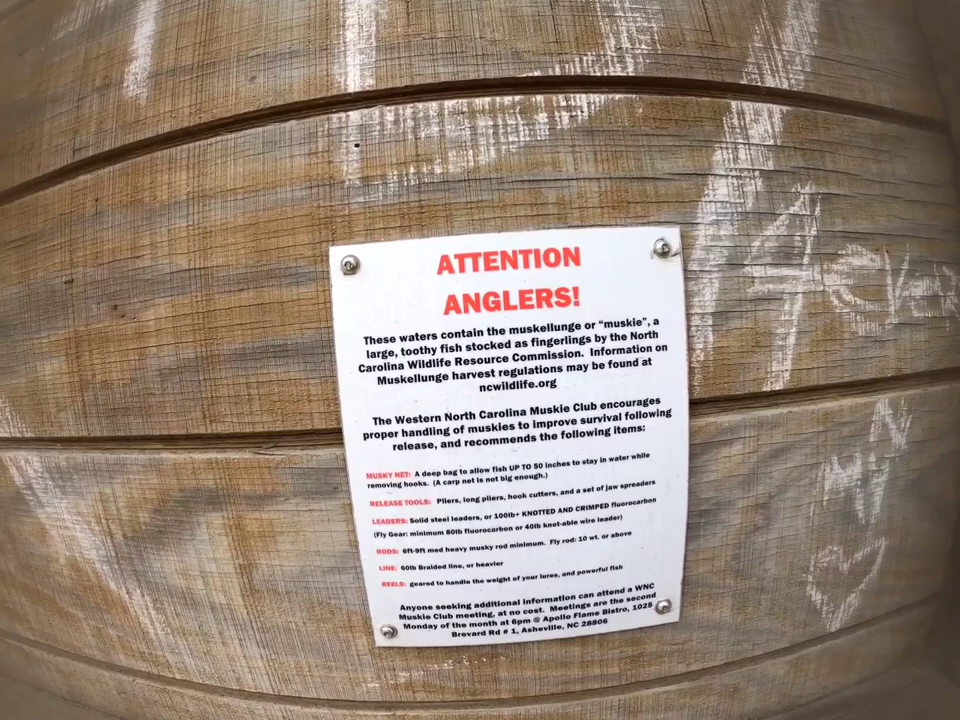 ATTENTION
ANGLERS!
These waters contain the muskellunge or “muskie”, a
large, toothy fish stocked as fingerlings by the North
Carolina Wildlife Resource Commission. Information on
Muskellunge harvest regulations may be found at
ncwildlife.org
The Western North Carolina Muskie Club encourages
proper handling of muskies to improve survival following
release, and recommends the following items:
MUSKY NET: A deep bag to allow fish UP TO 50 inches to stay in water while
removing hooks. (A carp net is not big enough.)
RELEASE TOOLS: Pliers, long pliers, hook cutters, and a set of jaw spreaders
LEADERS: Solid steel leaders, or 100lb+ KNOTTED AND CRIMPED fluorocarbon
(Fly Gear: minimum 80lb fluorocarbon or 40lb knot-able wire leader)
RODS: 6ft-9ft med heavy musky rod minimum. Fly rod: 10 wt. or above
LINE: 60lb Braided line, or heavier
REELS: geared to handle the weight of your lures, and powerful fish
Anyone seeking additional information can attend a WNC
Muskie Club meeting, at no cost. Meetings are the second
Monday of the month at 6pm @ Apollo Flame Bistro, 1025
Brevard Rd # 1, Asheville, NC 28806